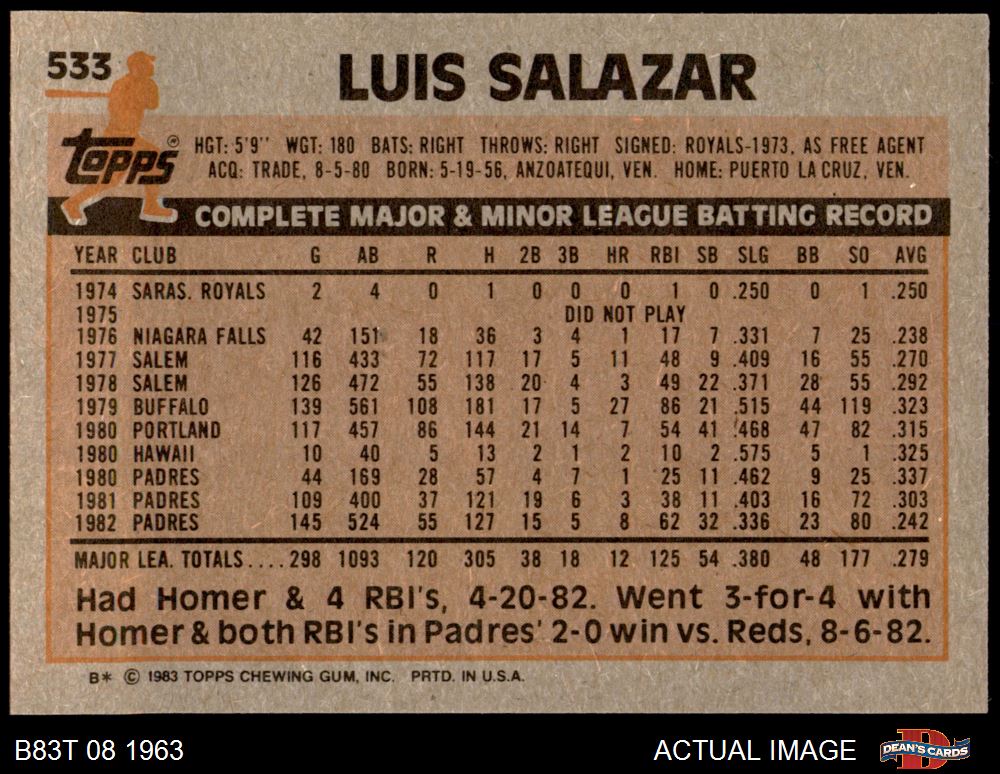 533
LUIS SALAZAR
Topps®
HGT: 5'9" WGT: 180 BATS: RIGHT THROWS: RIGHT SIGNED: ROYALS-1973, AS FREE AGENT
ACQ: TRADE, 8-5-80 BORN: 5-19-56, ANZOATEQUI, VEN. HOME: PUERTO LA CRUZ, VEN.
COMPLETE MAJOR & MINOR LEAGUE BATTING RECORD
YEAR CLUB G AB R H 2B 3B HR RBI SB SLG BB SO AVG
1974 SARAS. ROYALS 2 4 0 1 0 0 0 1 0 .250 0 1 .250
1975 DID NOT PLAY
1976 NIAGARA FALLS 42 151 18 36 3 4 1 17 7 .331 7 25 .238
1977 SALEM 116 433 72 117 17 5 11 48 9 .409 16 55 .270
1978 SALEM 126 472 55 138 20 4 3 49 22 .371 28 55 .292
1979 BUFFALO 139 561 108 181 17 5 27 86 21 .515 44 119 .323
1980 PORTLAND 117 457 86 144 21 14 7 54 41 .468 47 82 .315
1980 HAWAII 10 40 5 13 2 1 2 10 2 .575 5 1 .325
1980 PADRES 44 169 28 57 4 7 1 25 11 .462 9 25 .337
1981 PADRES 109 400 37 121 19 6 3 38 11 .403 16 72 .303
1982 PADRES 145 524 55 127 15 5 8 62 32 .336 23 80 .242
MAJOR LEA. TOTALS....298 1093 120 305 38 18 12 125 54 .380 48 177 .279
Had Homer & 4 RBI's, 4-20-82. Went 3-for-4 with
Homer & both RBI's in Padres' 2-0 win vs. Reds, 8-6-82.
B* © 1983 TOPPS CHEWING GUM, INC. PRTD. IN U.S.A.
B83T 08 1963 ACTUAL IMAGE DEAN'S CARDS